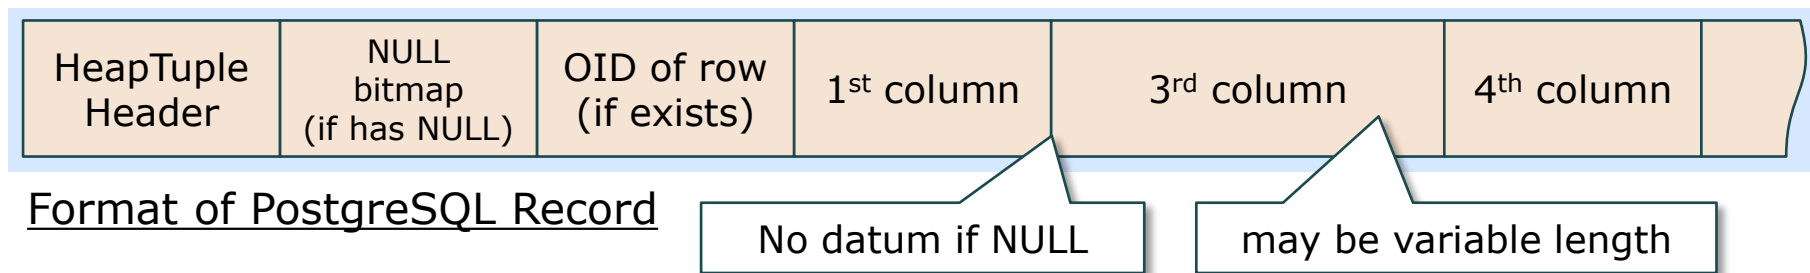 HeapTuple
Header
NULL
bitmap
(if has NULL)
OID of row
(if exists)
1st column
3rd column
4th column
Format of PostgreSQL Record
No datum if NULL
may be variable length